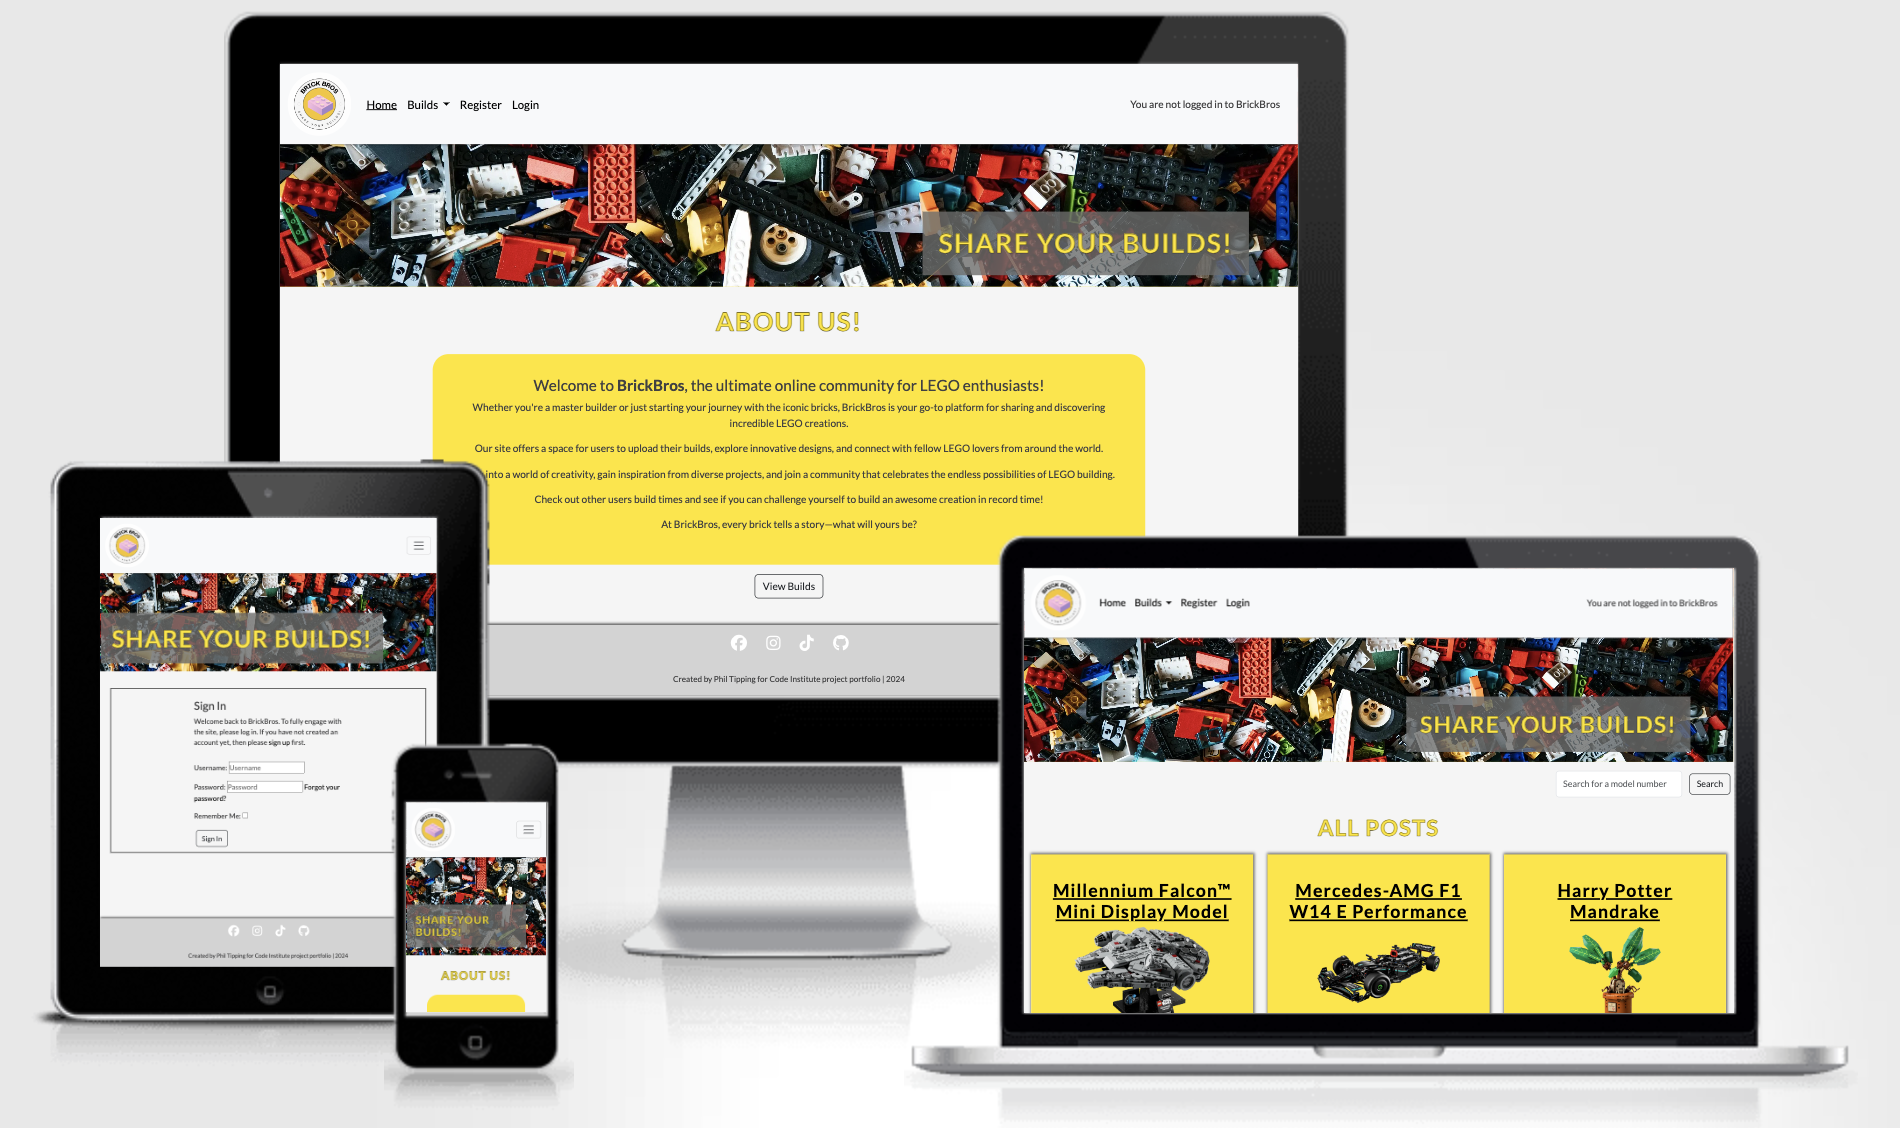 BRICK BROS
Home Builds Register Login
You are not logged in to BrickBros
SHARE YOUR BUILDS!
ABOUT US!
Welcome to BrickBros, the ultimate online community for LEGO enthusiasts!
Whether you're a master builder or just starting your journey with the iconic bricks, BrickBros is your go-to platform for sharing and discovering
incredible LEGO creations.
Our site offers a space for users to upload their builds, explore innovative designs, and connect with fellow LEGO lovers from around the world.
into a world of creativity, gain inspiration from diverse projects, and join a community that celebrates the endless possibilities of LEGO building.
Check out other users build times and see if you can challenge yourself to build an awesome creation in record time!
At BrickBros, every brick tells a story—what will yours be?
View Builds
Created by Phil Tipping for Code Institute project portfolio | 2024
SHARE YOUR BUILDS!
Sign In
Welcome back to BrickBros. To fully engage with
the site, please log in. If you have not created an
account yet, then please sign up first.
Username: Username
Password: Password Forgot your
password?
Remember Me:
Sign In
Created by Phil Tipping for Code Institute project portfolio | 2024
SHARE YOUR
BUILDS!
ABOUT US!
BRICK BROS
Home Builds Register Login
You are not logged in to BrickBros
SHARE YOUR BUILDS!
Search for a model number Search
ALL POSTS
Millennium Falcon™
Mini Display Model
Mercedes-AMG F1
W14 E Performance
Harry Potter
Mandrake